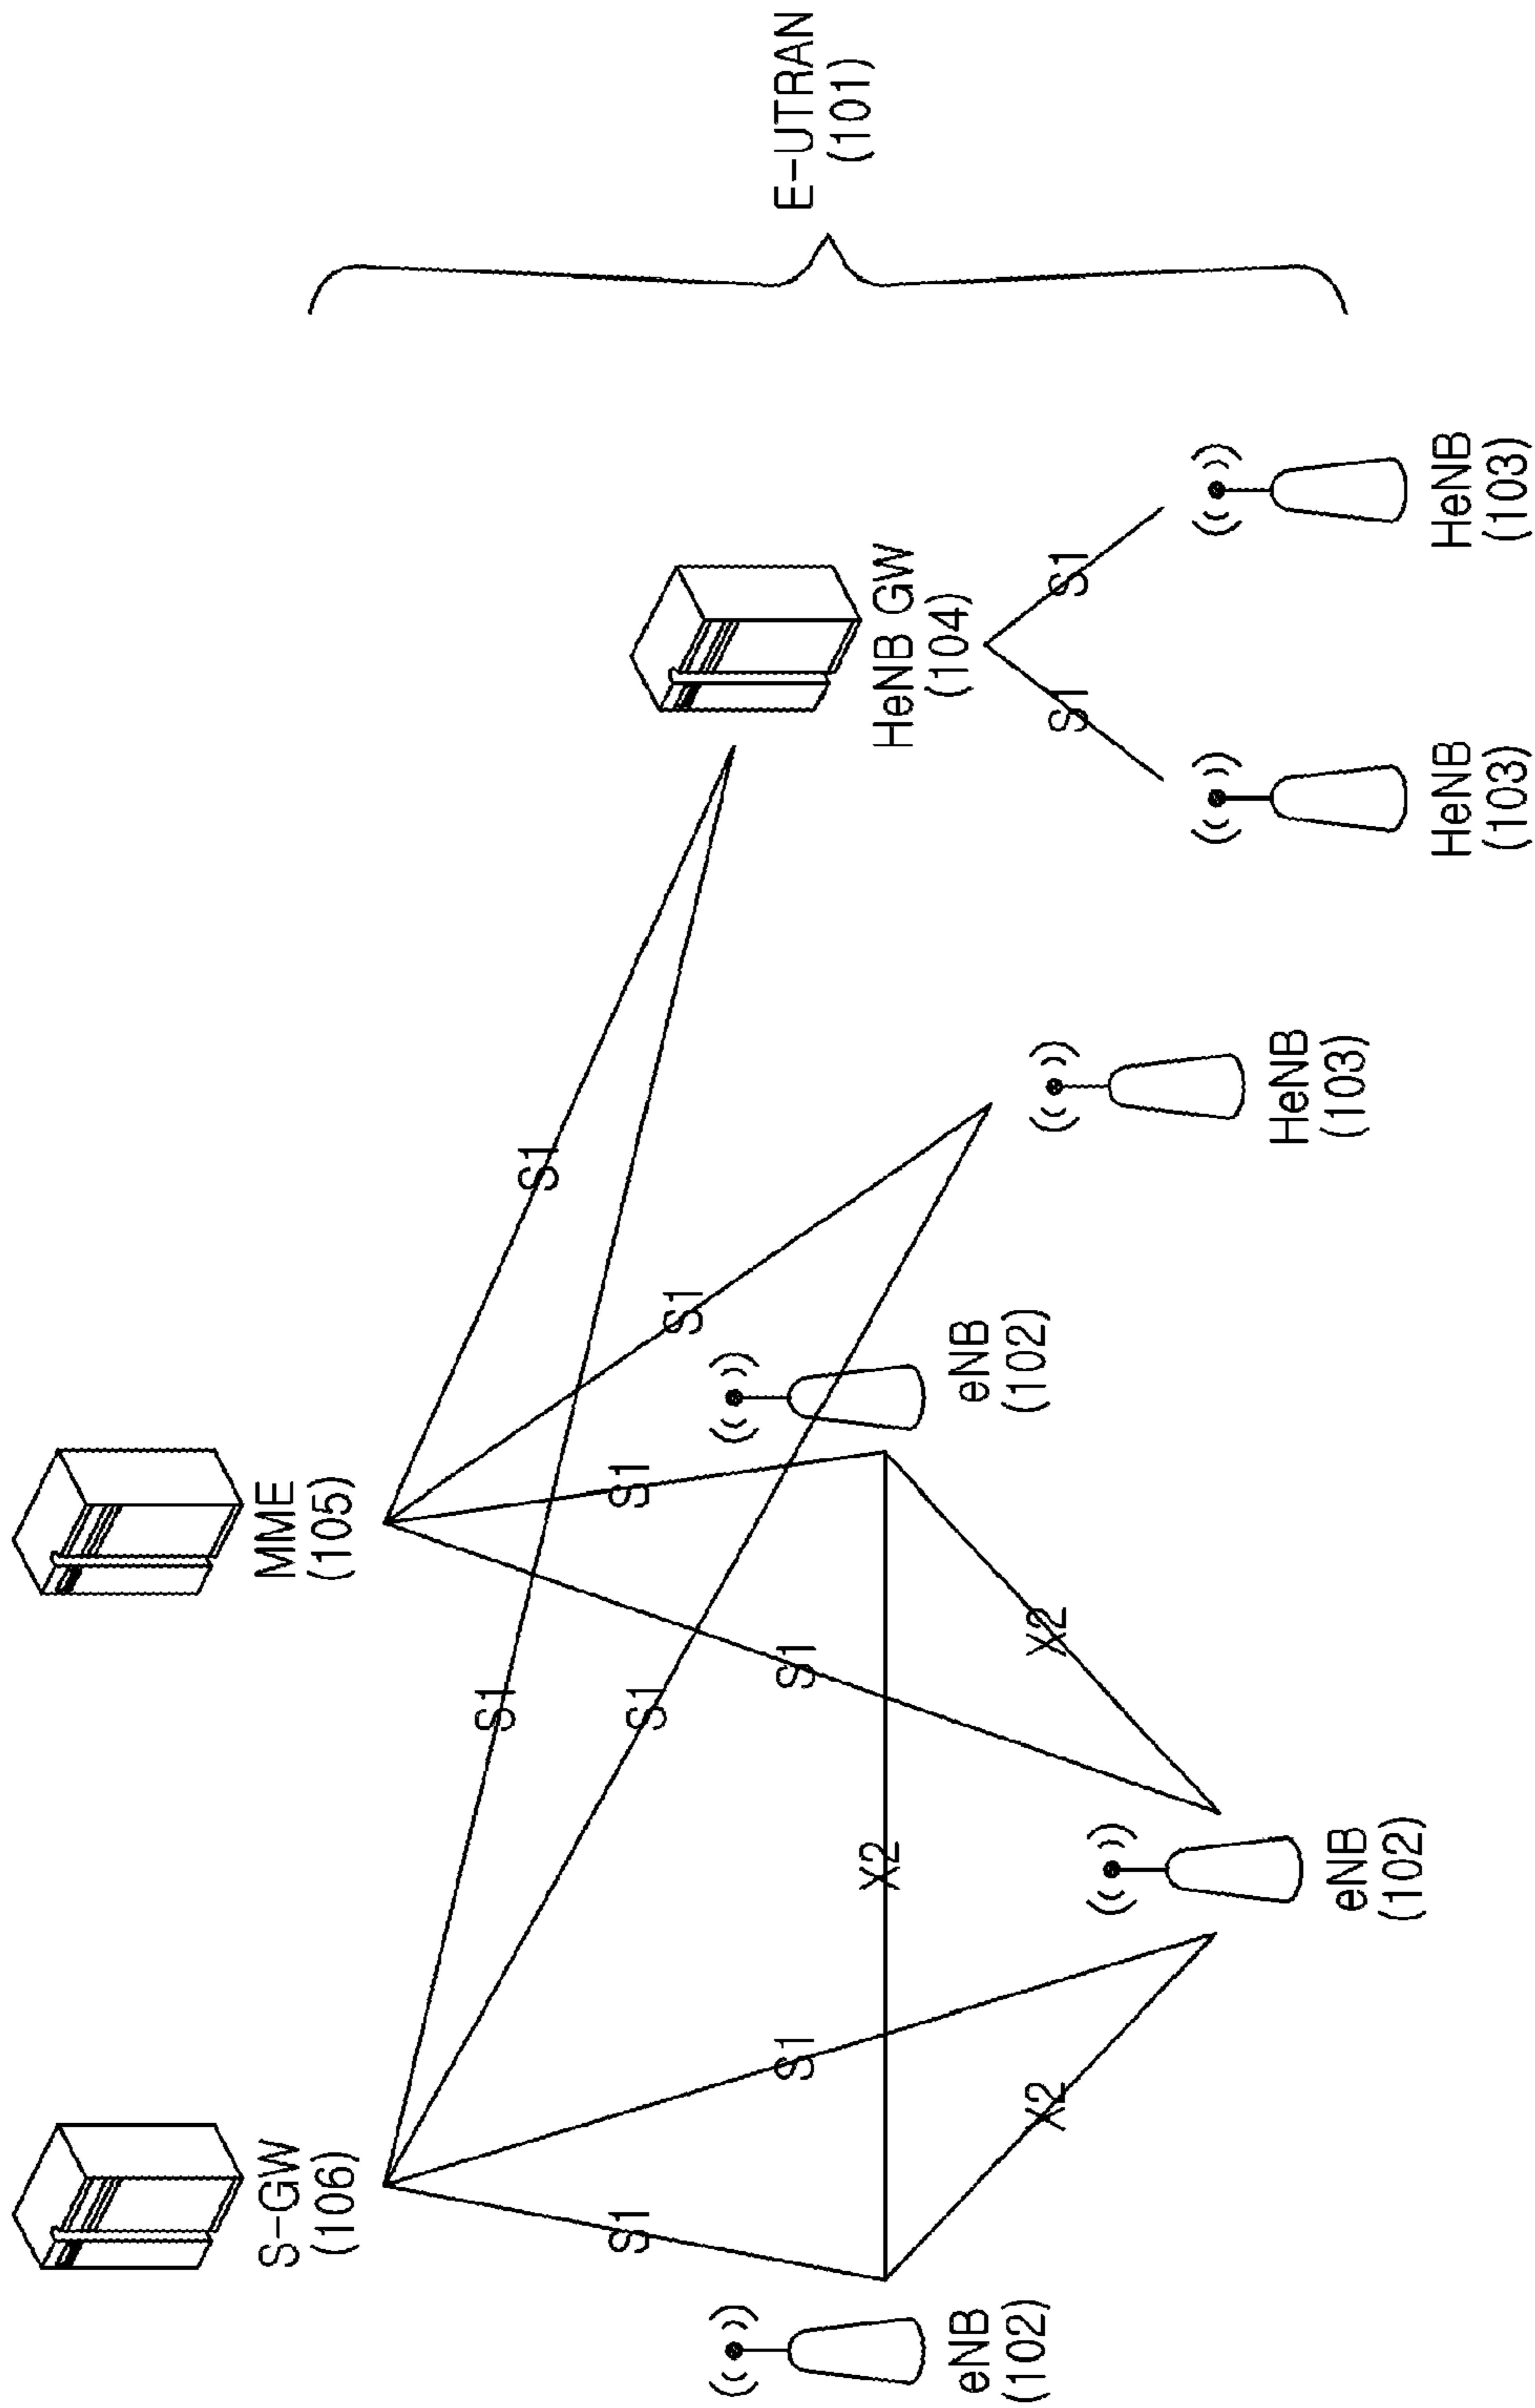 S-GW
(106)
MME
(105)
S1
S1
S1
S1
S1
S1
E-UTRAN
(101)
S1
S1
X2
HeNB GW
(104)
eNB
(102)
eNB
(102)
X2
X2
S1
S1
HeNB
(103)
eNB
(102)
HeNB
(103)
HeNB
(103)